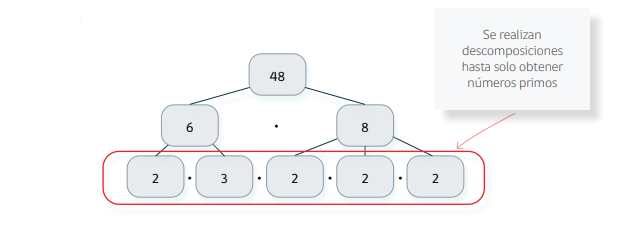 Se realizan
descomposiciones
hasta solo obtener
números primos
48
6 · 8
2 · 3 · 2 · 2 · 2